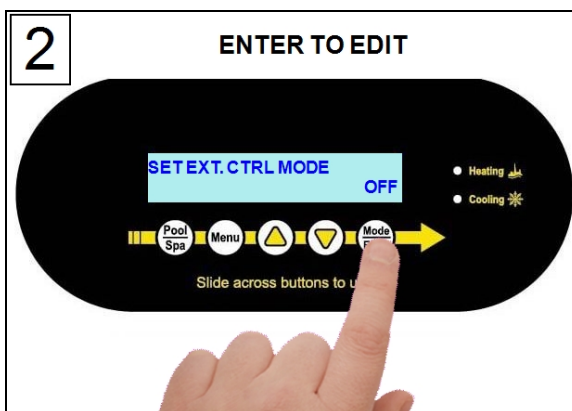 2
ENTER TO EDIT
SET EXT. CTRL MODE
OFF
Heating
Cooling
Pool
Spa
Menu
Mode
Slide across buttons to